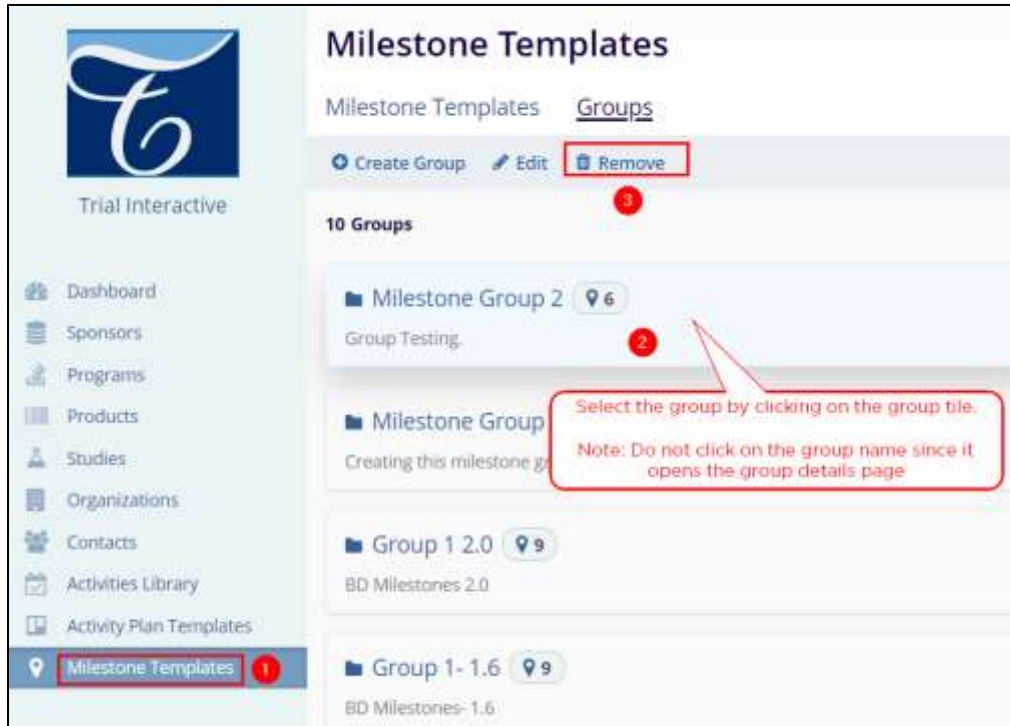 Trial Interactive
Dashboard
Sponsors
Programs
Products
Studies
Organizations
Contacts
Activities Library
Activity Plan Templates
Milestone Templates 1
Milestone Templates
Milestone Templates Groups
Create Group Edit Remove
3
10 Groups
Milestone Group 2 6
Group Testing.
2
Select the group by clicking on the group tile.
Note: Do not click on the group name since it
opens the group details page
Milestone Group
Creating this milestone
Group 1 2.0 9
BD Milestones 2.0
Group 1- 1.6 9
BD Milestones- 1.6